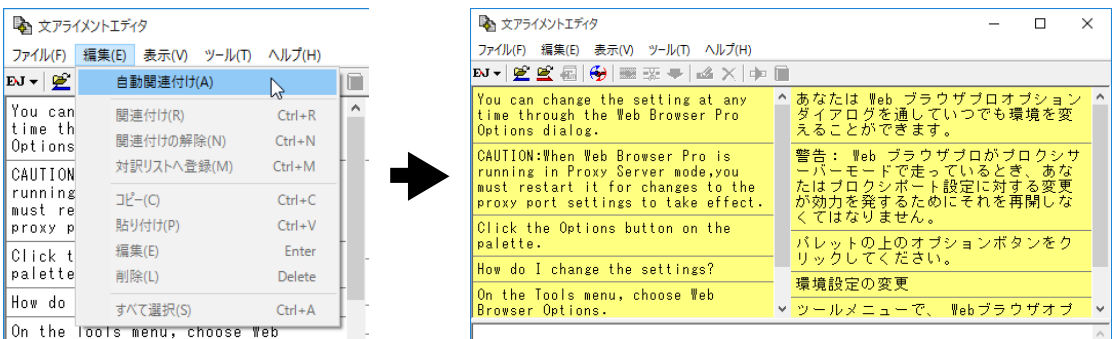 文アライメントエディタ
ファイル(F) 編集(E) 表示(V) ツール(T) ヘルプ(H)
EJ
自動関連付け(A)
関連付け(R) Ctrl+R
関連付けの解除(N) Ctrl+N
対訳リストへ登録(M) Ctrl+M
コピー(C) Ctrl+C
貼り付け(P) Ctrl+V
編集(E) Enter
削除(L) Delete
すべて選択(S) Ctrl+A
You can
time th
Options
CAUTION
running
must re
proxy p
Click t
palette
How do
On the Tools menu, choose Web
文アライメントエディタ
ファイル(F) 編集(E) 表示(V) ツール(T) ヘルプ(H)
EJ
You can change the setting at any
time through the Web Browser Pro
Options dialog.
CAUTION:When Web Browser Pro is
running in Proxy Server mode,you
must restart it for changes to the
proxy port settings to take effect.
Click the Options button on the
palette.
How do I change the settings?
On the Tools menu, choose Web
Browser Options.
あなたは Web ブラウザプロオプション
ダイアログを通していつでも環境を変
えることができます。
警告: Web ブラウザプロがプロクシサ
ーバーモードで走っているとき、あな
たはプロクシポート設定に対する変更
が効力を発するためにそれを再開しな
くてはなりません。
パレットの上のオプションボタンをク
リックしてください。
環境設定の変更
ツールメニューで、 Webブラウザオプ